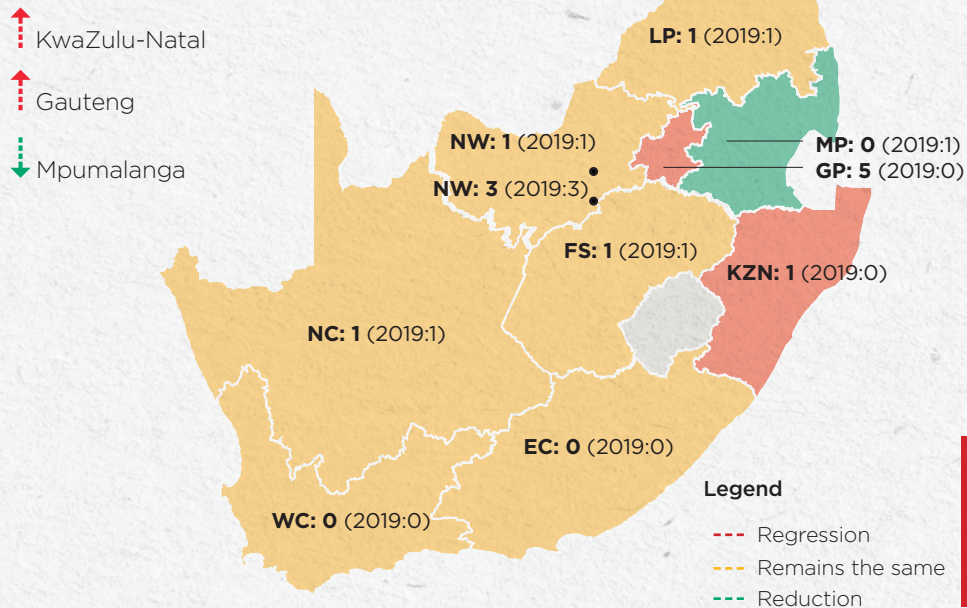 KwaZulu-Natal
Gauteng
Mpumalanga
LP: 1 (2019:1)
NW: 1 (2019:1)
MP: 0 (2019:1)
GP: 5 (2019:0)
NW: 3 (2019:3)
FS: 1 (2019:1)
KZN: 1 (2019:0)
NC: 1 (2019:1)
EC: 0 (2019:0)
WC: 0 (2019:0)
Legend
Regression
Remains the same
Reduction